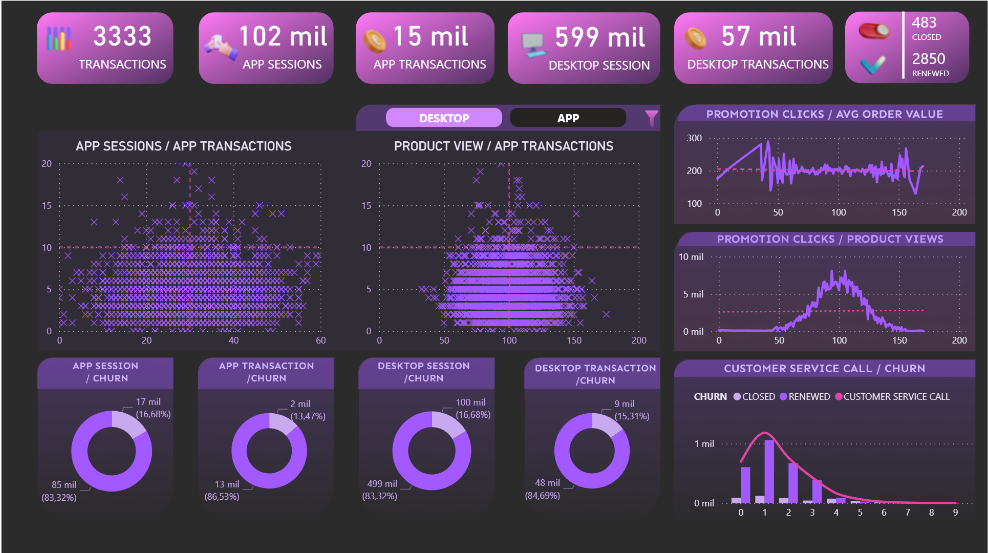 3333
TRANSACTIONS
102 mil
APP SESSIONS
15 mil
APP TRANSACTIONS
599 mil
DESKTOP SESSION
57 mil
DESKTOP TRANSACTIONS
483
CLOSED
2850
RENEWED
DESKTOP
APP
APP SESSIONS / APP TRANSACTIONS
20
15
10
5
0
0
20
40
60
PRODUCT VIEW / APP TRANSACTIONS
20
15
10
5
0
0
50
100
150
200
PROMOTION CLICKS / AVG ORDER VALUE
300
200
100
0
50
100
150
200
PROMOTION CLICKS / PRODUCT VIEWS
10 mil
5 mil
0 mil
0
50
100
150
200
APP SESSION
/ CHURN
17 mil
(16,68%)
85 mil
(83,32%)
APP TRANSACTION
/CHURN
2 mil
(13,47%)
13 mil
(86,53%)
DESKTOP SESSION
/CHURN
100 mil
(16,68%)
499 mil
(83,32%)
DESKTOP TRANSACTION
/CHURN
9 mil
(15,31%)
48 mil
(84,69%)
CUSTOMER SERVICE CALL / CHURN
CHURN CLOSED RENEWED CUSTOMER SERVICE CALL
1 mil
0 mil
0 1 2 3 4 5 6 7 8 9